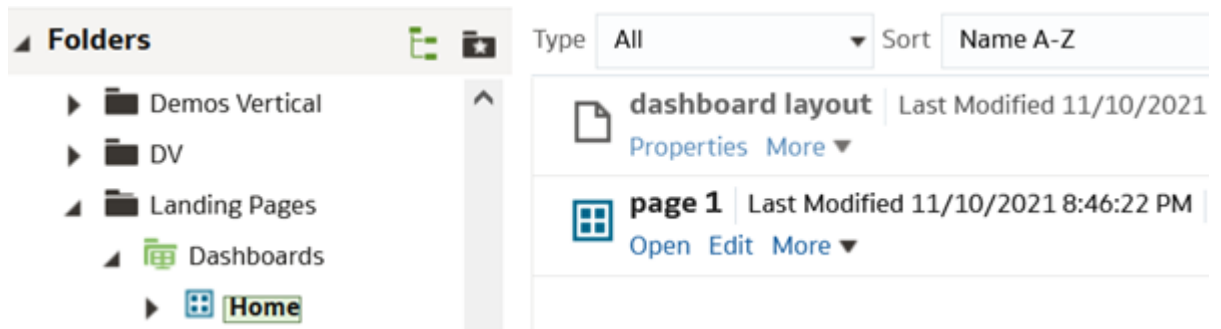 Folders
Demos Vertical
DV
Landing Pages
Dashboards
Home
Type All Sort Name A-Z
dashboard layout Last Modified 11/10/2021
Properties More
page 1 Last Modified 11/10/2021 8:46:22 PM
Open Edit More